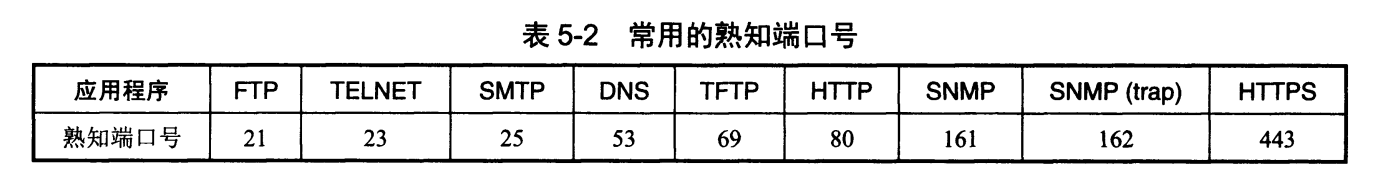 表 5-2 常用的熟知端口号
应用程序 FTP TELNET SMTP DNS TFTP HTTP SNMP SNMP (trap) HTTPS
熟知端口号 21 23 25 53 69 80 161 162 443